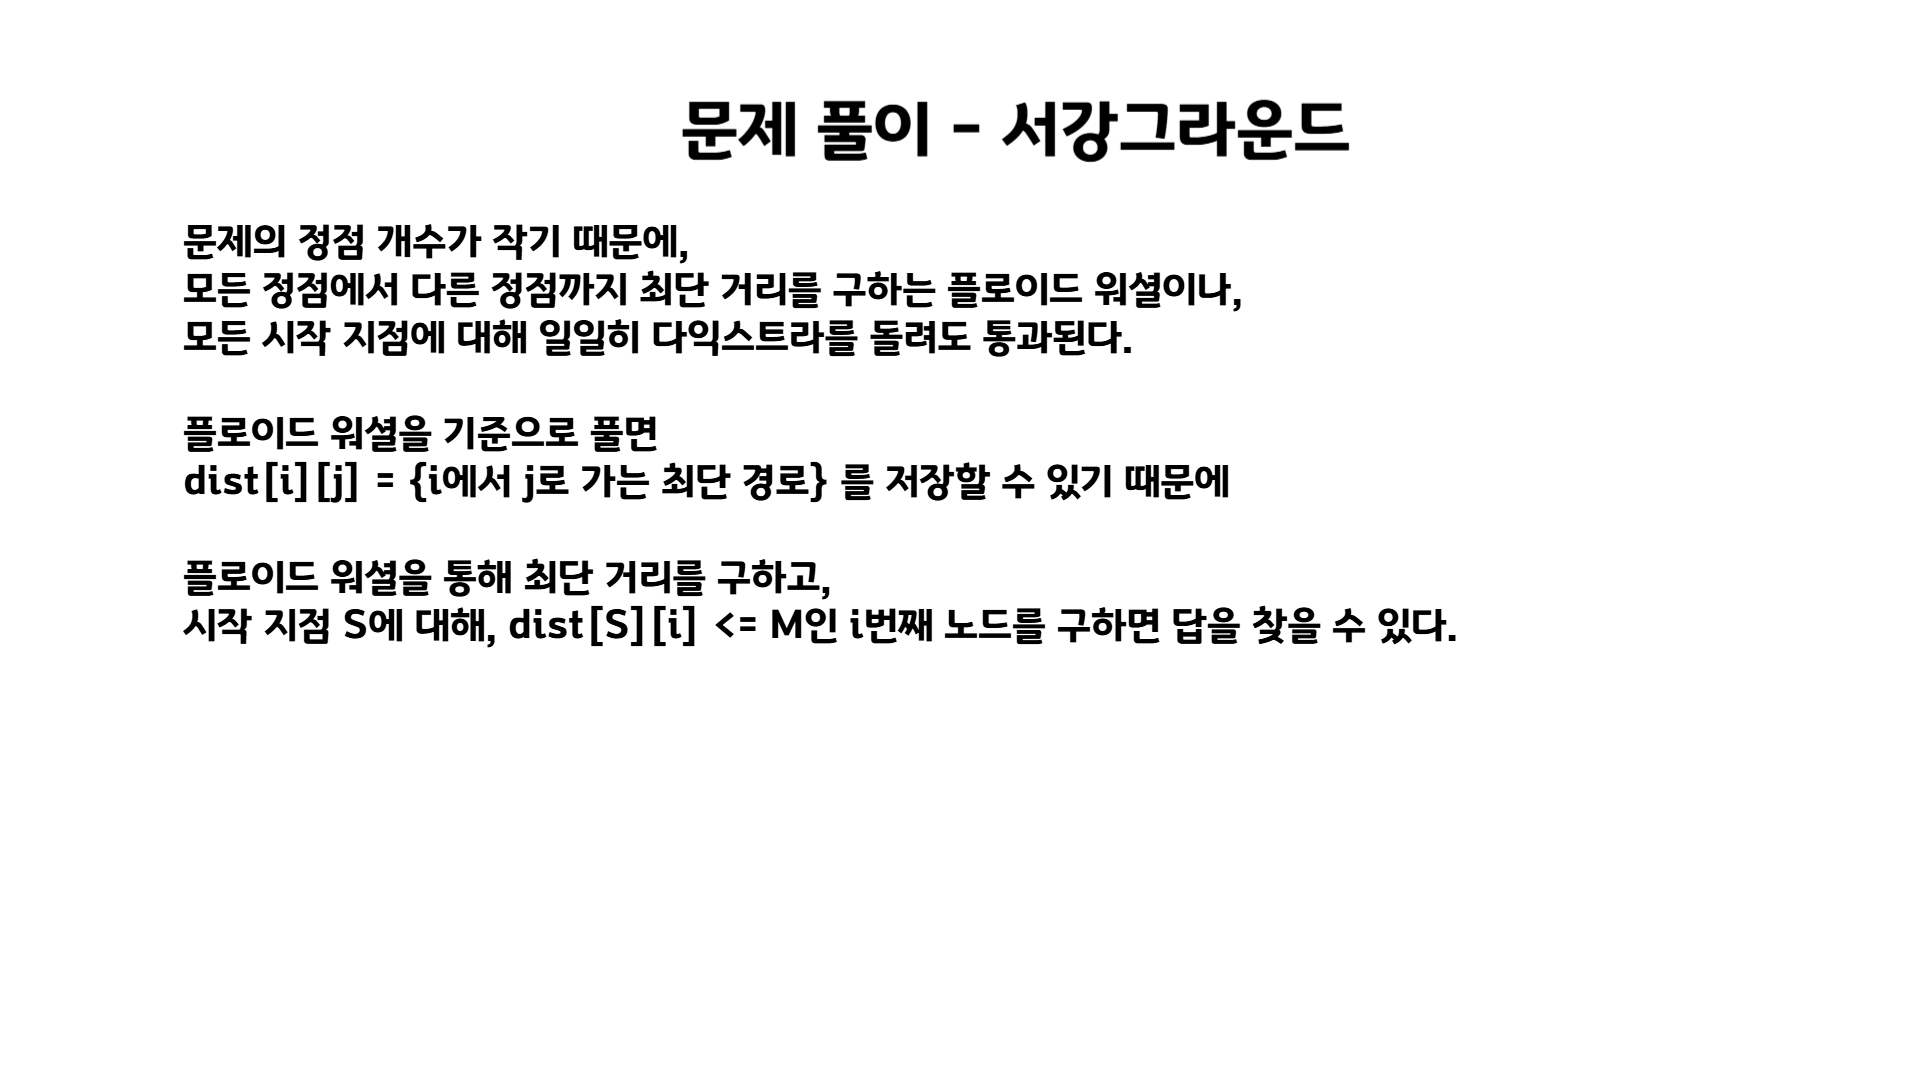 문제 풀이 - 서강그라운드
문제의 정점 개수가 작기 때문에,
모든 정점에서 다른 정점까지 최단 거리를 구하는 플로이드 워셜이나,
모든 시작 지점에 대해 일일히 다익스트라를 돌려도 통과된다.
플로이드 워셜을 기준으로 풀면
dist[i][j] = {i에서 j로 가는 최단 경로} 를 저장할 수 있기 때문에
플로이드 워셜을 통해 최단 거리를 구하고,
시작 지점 S에 대해, dist[S][i] <= M인 i번째 노드를 구하면 답을 찾을 수 있다.